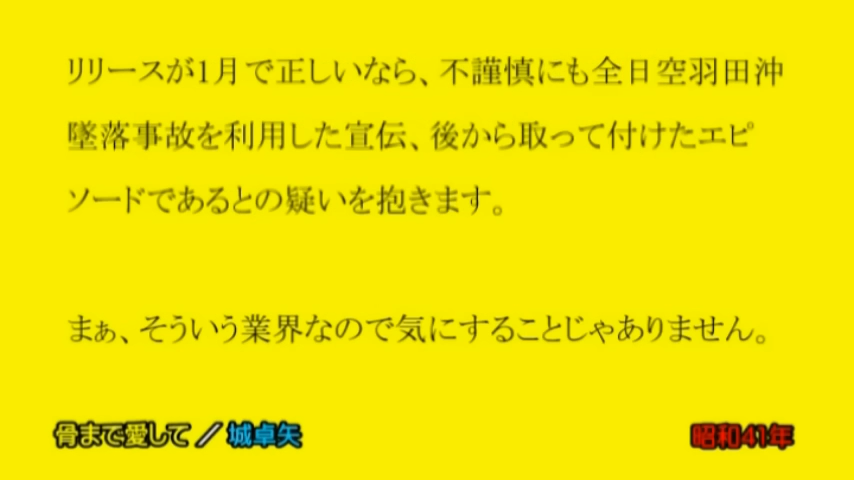 リリースが1月で正しいなら、不謹慎にも全日空羽田沖
墜落事故を利用した宣伝、後から取って付けたエピ
ソードであるとの疑いを抱きます。
まぁ、そういう業界なので気にすることじゃありません。
骨まで愛して／城卓矢
昭和41年